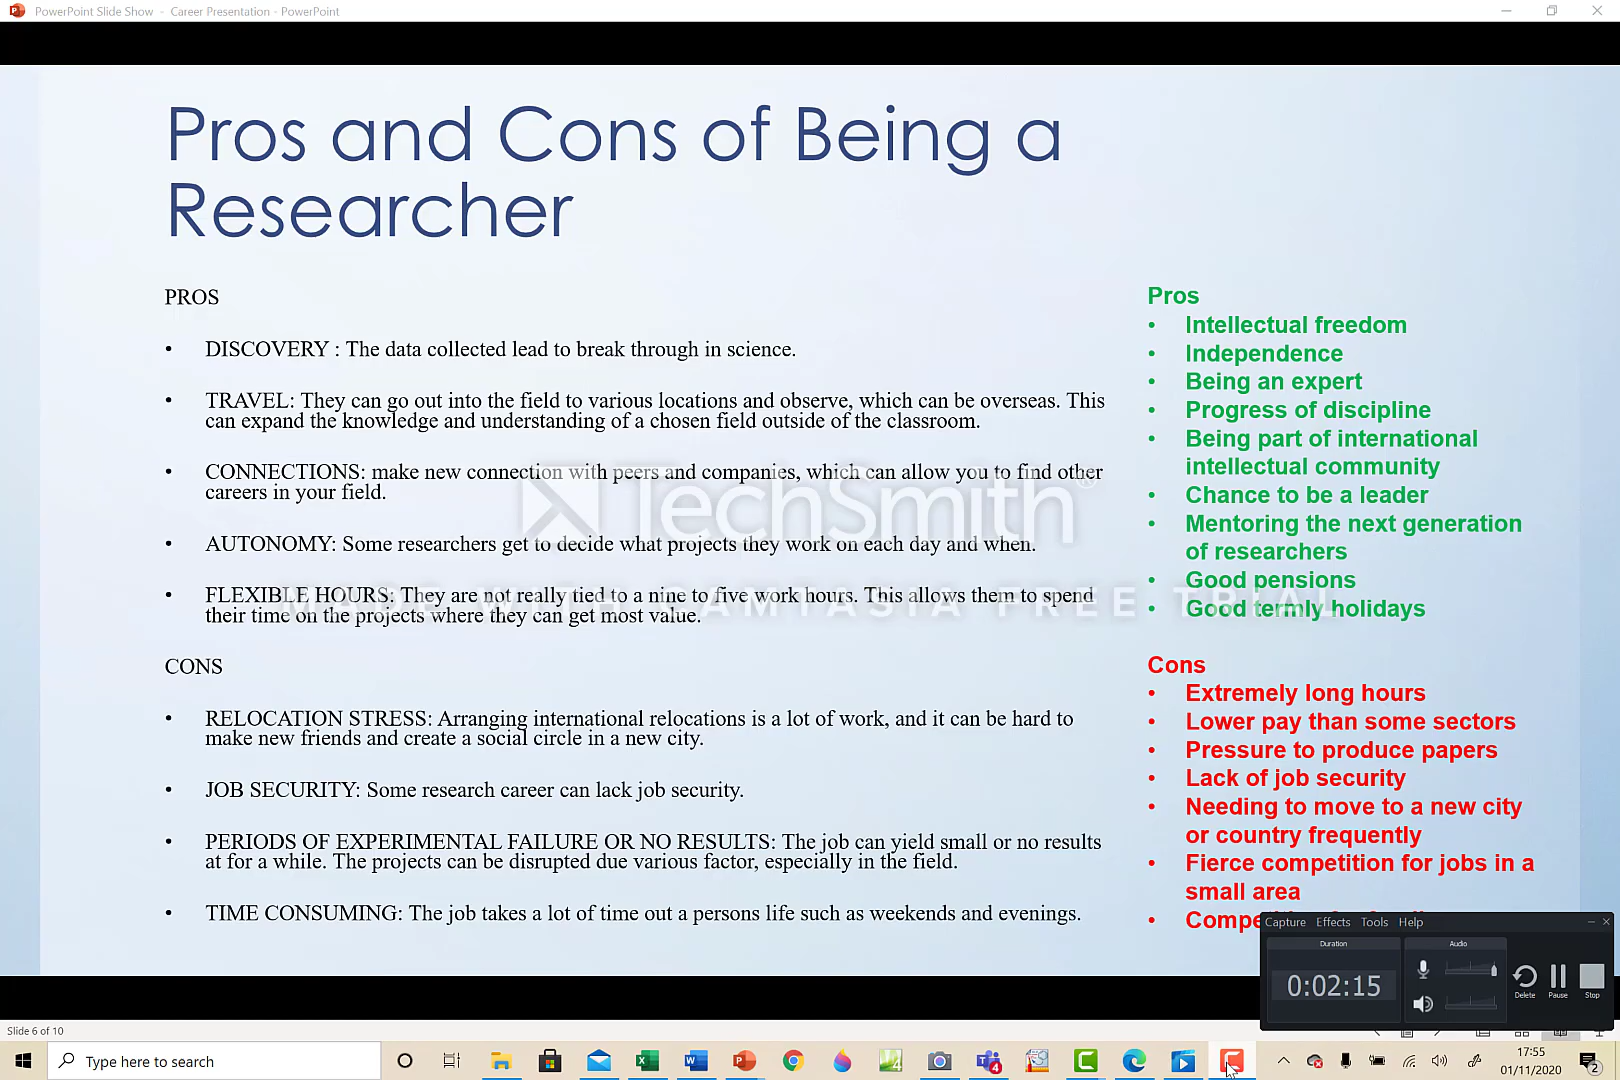 PowerPoint Slide Show - Career Presentation - PowerPoint
Pros and Cons of Being a
Researcher
PROS
• DISCOVERY : The data collected lead to break through in science.
• TRAVEL: They can go out into the field to various locations and observe, which can be overseas. This
can expand the knowledge and understanding of a chosen field outside of the classroom.
• CONNECTIONS: make new connection with peers and companies, which can allow you to find other
careers in your field.
• AUTONOMY: Some researchers get to decide what projects they work on each day and when.
• FLEXIBLE HOURS: They are not really tied to a nine to five work hours. This allows them to spend
their time on the projects where they can get most value.
CONS
• RELOCATION STRESS: Arranging international relocations is a lot of work, and it can be hard to
make new friends and create a social circle in a new city.
• JOB SECURITY: Some research career can lack job security.
• PERIODS OF EXPERIMENTAL FAILURE OR NO RESULTS: The job can yield small or no results
at for a while. The projects can be disrupted due various factor, especially in the field.
• TIME CONSUMING: The job takes a lot of time out a persons life such as weekends and evenings.
Pros
• Intellectual freedom
• Independence
• Being an expert
• Progress of discipline
• Being part of international
intellectual community
• Chance to be a leader
• Mentoring the next generation
of researchers
• Good pensions
• Good termly holidays
Cons
• Extremely long hours
• Lower pay than some sectors
• Pressure to produce papers
• Lack of job security
• Needing to move to a new city
or country frequently
• Fierce competition for jobs in a
small area
TechSmith®
MADE WITH CAMTASIA FREE TRIAL
Capture Effects Tools Help
Duration
Audio
0:02:15
Delete
Pause
Stop
Slide 6 of 10
Type here to search
4
17:55
01/11/2020
2